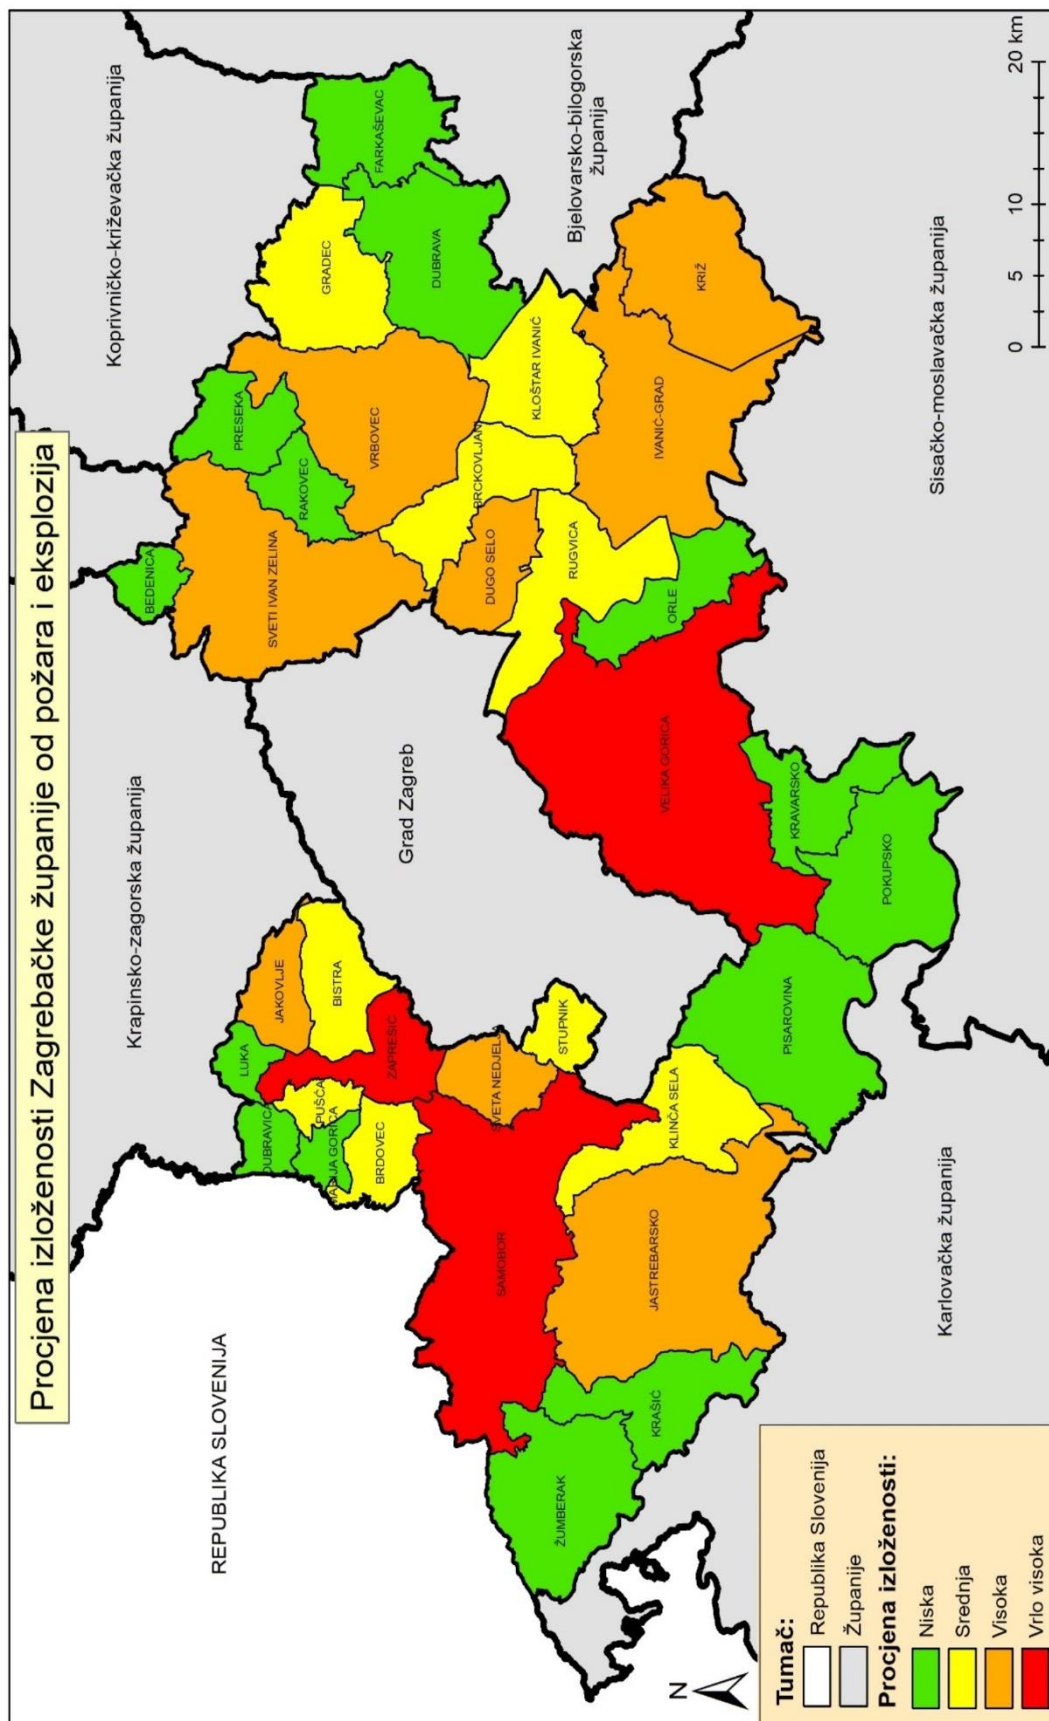 Procjena izloženosti Zagrebačke županije od požara i eksplozija
Koprivničko-križevačka županija
Krapinsko-zagorska županija
REPUBLIKA SLOVENIJA
Bjelovarsko-bilogorska
županija
Grad Zagreb
Sisačko-moslavačka županija
Karlovačka županija
BEDENICA
PRESEKA
RAKOVEC
SVETI IVAN ZELINA
VRBOVEC
GRADEC
FARKAŠEVAC
DUBRAVA
LUKA
JAKOVLJE
BISTRA
DUBRAVICA
PUŠĆA
MARIJA GORICA
BRDOVEC
ZAPREŠIĆ
SVETA NEDJELJA
STUPNIK
SAMOBOR
ŽUMBERAK
KRAŠIĆ
JASTREBARSKO
KLINČA SELA
PISAROVINA
POKUPSKO
KRAVARSKO
VELIKA GORICA
ORLE
RUGVICA
DUGO SELO
BRCKOVLJANI
KLOŠTAR IVANIĆ
IVANIĆ-GRAD
KRIŽ
N
Tumač:
Republika Slovenija
Županije
Procjena izloženosti:
Niska
Srednja
Visoka
Vrlo visoka
0 5 10 20 km